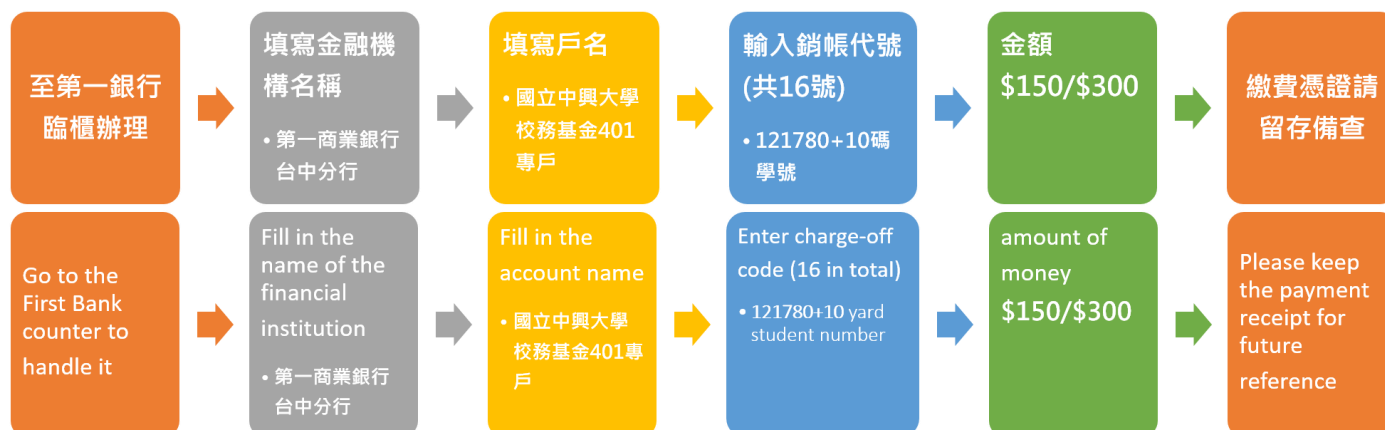 至第一銀行
臨櫃辦理
填寫金融機
構名稱
• 第一商業銀行
台中分行
填寫戶名
• 國立中興大學
校務基金401
專戶
輸入銷帳代號
(共16號)
• 121780+10碼
學號
金額
$150/$300
繳費憑證請
留存備查
Go to the
First Bank
counter to
handle it
Fill in the
name of the
financial
institution
• 第一商業銀行
台中分行
Fill in the
account name
• 國立中興大學
校務基金401專
戶
Enter charge-off
code (16 in total)
• 121780+10 yard
student number
amount of
money
$150/$300
Please keep
the payment
receipt for
future
reference